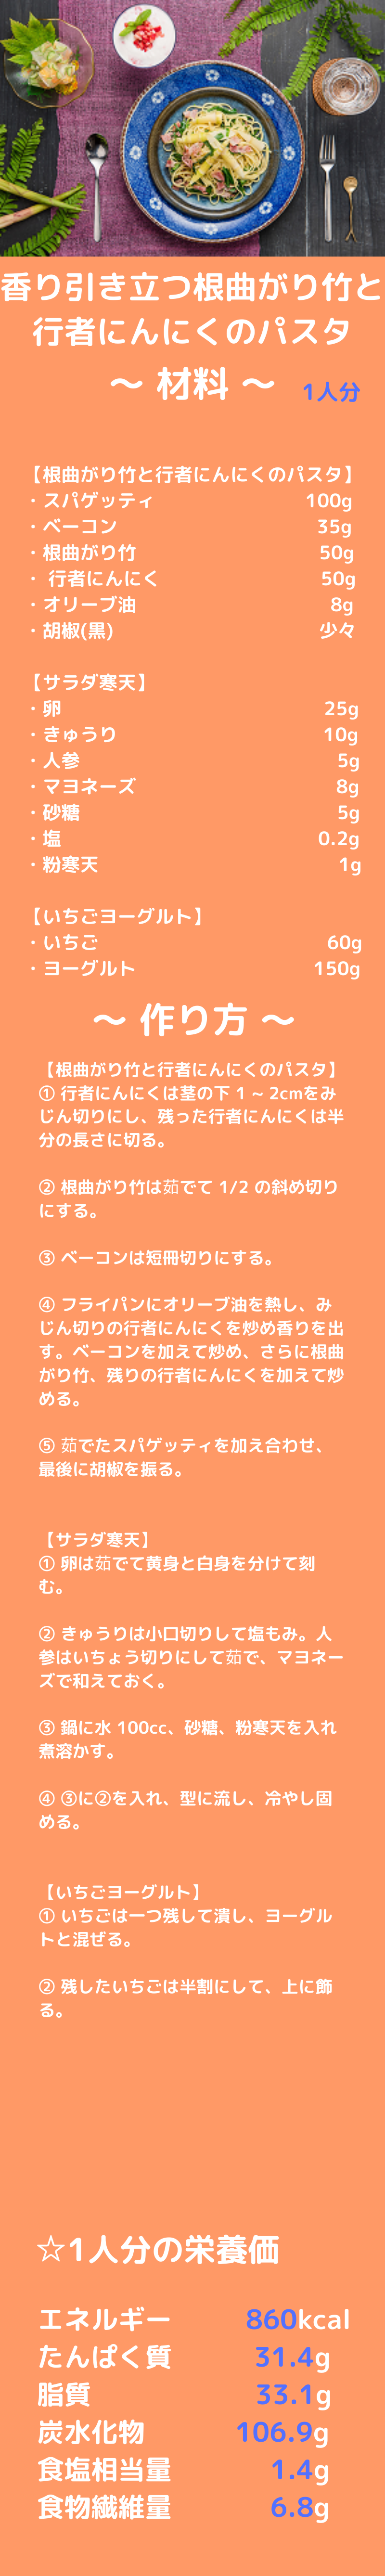 香り引き立つ根曲がり竹と
行者にんにくのパスタ
～ 材料 ～ 1人分
【根曲がり竹と行者にんにくのパスタ】
・スパゲッティ 100g
・ベーコン 35g
・根曲がり竹 50g
・ 行者にんにく 50g
・オリーブ油 8g
・胡椒(黒) 少々
【サラダ寒天】
・卵 25g
・きゅうり 10g
・人参 5g
・マヨネーズ 8g
・砂糖 5g
・塩 0.2g
・粉寒天 1g
【いちごヨーグルト】
・いちご 60g
・ヨーグルト 150g
～ 作り方 ～
【根曲がり竹と行者にんにくのパスタ】
① 行者にんにくは茎の下 1 ~ 2cmをみ
じん切りにし、残った行者にんにくは半
分の長さに切る。
② 根曲がり竹は茹でて 1/2 の斜め切り
にする。
③ ベーコンは短冊切りにする。
④ フライパンにオリーブ油を熱し、み
じん切りの行者にんにくを炒め香りを出
す。ベーコンを加えて炒め、さらに根曲
がり竹、残りの行者にんにくを加えて炒
める。
⑤ 茹でたスパゲッティを加え合わせ、
最後に胡椒を振る。
【サラダ寒天】
① 卵は茹でて黄身と白身を分けて刻
む。
② きゅうりは小口切りして塩もみ。人
参はいちょう切りにして茹で、マヨネー
ズで和えておく。
③ 鍋に水 100cc、砂糖、粉寒天を入れ
煮溶かす。
④ ③に②を入れ、型に流し、冷やし固
める。
【いちごヨーグルト】
① いちごは一つ残して潰し、ヨーグル
トと混ぜる。
② 残したいちごは半割にして、上に飾
る。
☆1人分の栄養価
エネルギー 860kcal
たんぱく質 31.4g
脂質 33.1g
炭水化物 106.9g
食塩相当量 1.4g
食物繊維量 6.8g